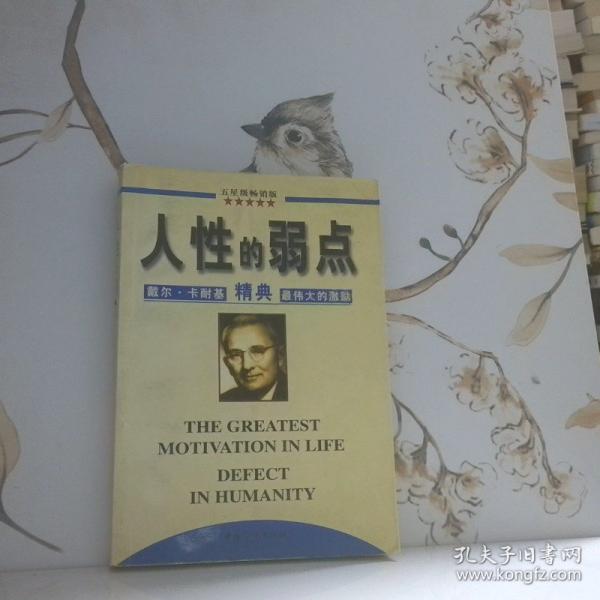 五星级畅销版
★★★★★
人性的弱点
戴尔·卡耐基 精典 最伟大的激励
THE GREATEST
MOTIVATION IN LIFE
DEFECT
IN HUMANITY
孔夫子旧书网
www.kongfz.com